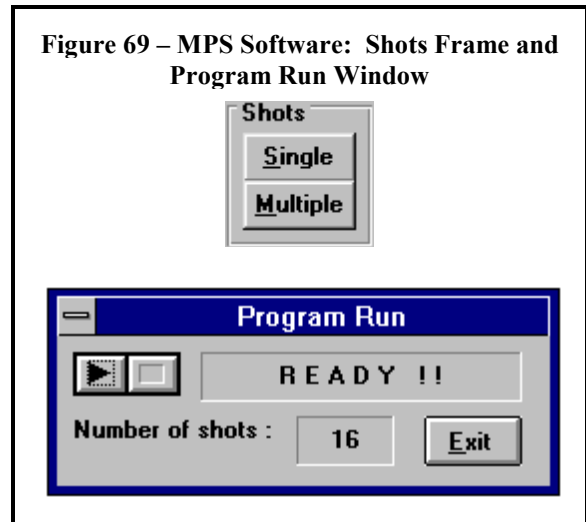 Figure 69 – MPS Software:  Shots Frame and
Program Run Window
Shots
Single
Multiple
Program Run
R E A D Y  !!
Number of shots :
16
Exit